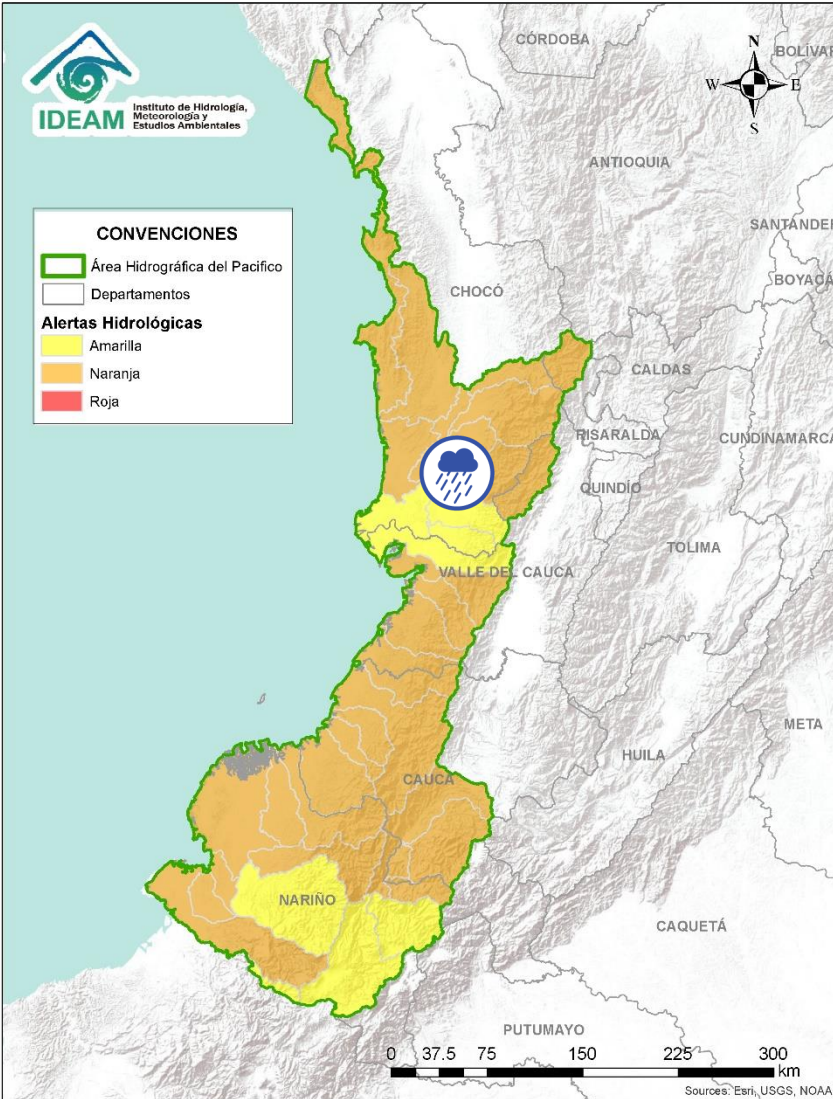 IDEAM
Instituto de Hidrología,
Meteorología y
Estudios Ambientales
CONVENCIONES
Área Hidrográfica del Pacifico
Departamentos
Alertas Hidrológicas
Amarilla
Naranja
Roja
N
W
E
S
CÓRDOBA
BOLÍVAR
ANTIOQUIA
SANTANDER
BOYACÁ
CHOCÓ
CALDAS
RISARALDA
CUNDINAMARCA
QUINDÍO
TOLIMA
VALLE DEL CAUCA
META
HUILA
CAUCA
NARIÑO
CAQUETÁ
PUTUMAYO
0 37.5 75 150 225 300
km
Sources: Esri, USGS, NOAA